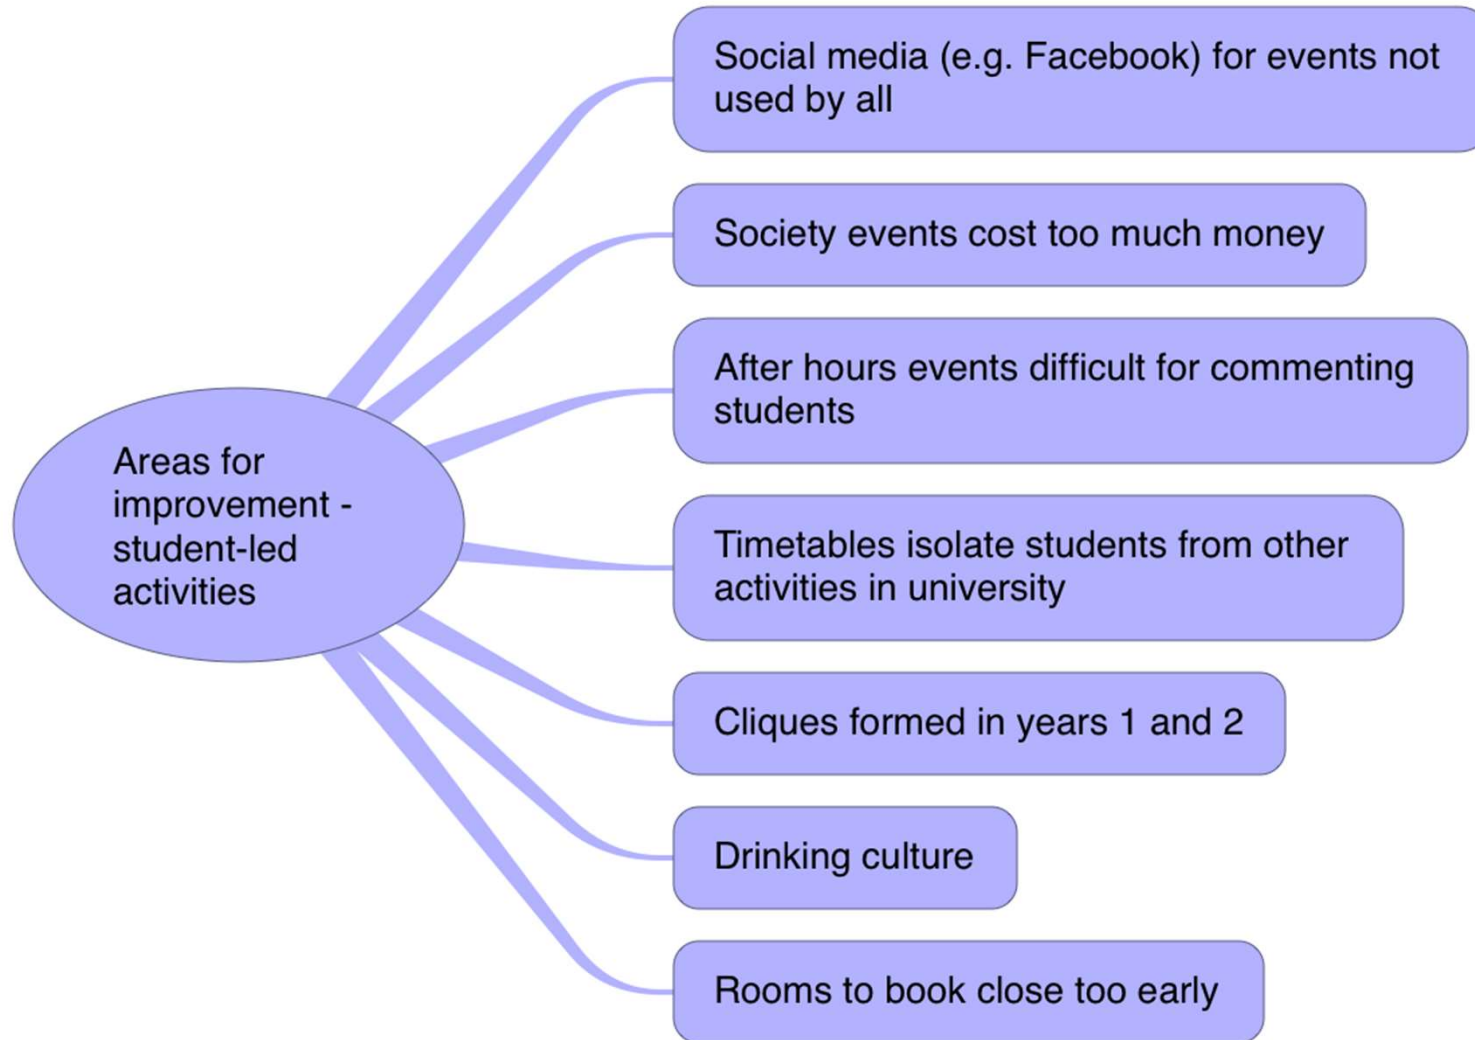 Social media (e.g. Facebook) for events not
used by all
Society events cost too much money
After hours events difficult for commenting
students
Areas for
improvement -
student-led
activities
Timetables isolate students from other
activities in university
Cliques formed in years 1 and 2
Drinking culture
Rooms to book close too early